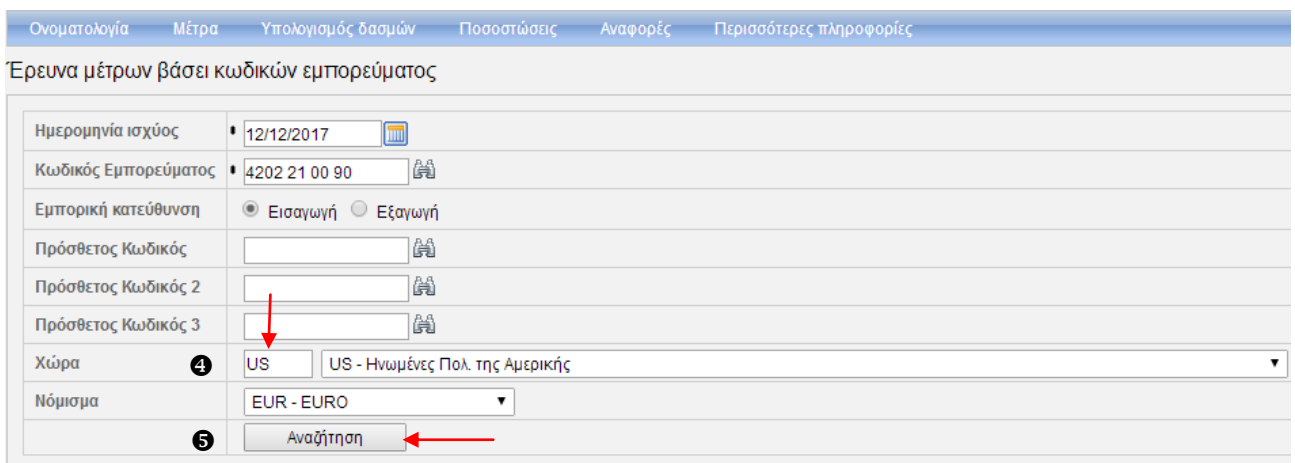 Ονοματολογία Μέτρα Υπολογισμός δασμών Ποσοστώσεις Αναφορές Περισσότερες πληροφορίες
Έρευνα μέτρων βάσει κωδικών εμπορεύματος
Ημερομηνία ισχύος 12/12/2017
Κωδικός Εμπορεύματος 4202 21 00 90
Εμπορική κατεύθυνση Εισαγωγή Εξαγωγή
Πρόσθετος Κωδικός
Πρόσθετος Κωδικός 2
Πρόσθετος Κωδικός 3
Χώρα ❹ US US - Ηνωμένες Πολ. της Αμερικής
Νόμισμα EUR - EURO
❺ Αναζήτηση